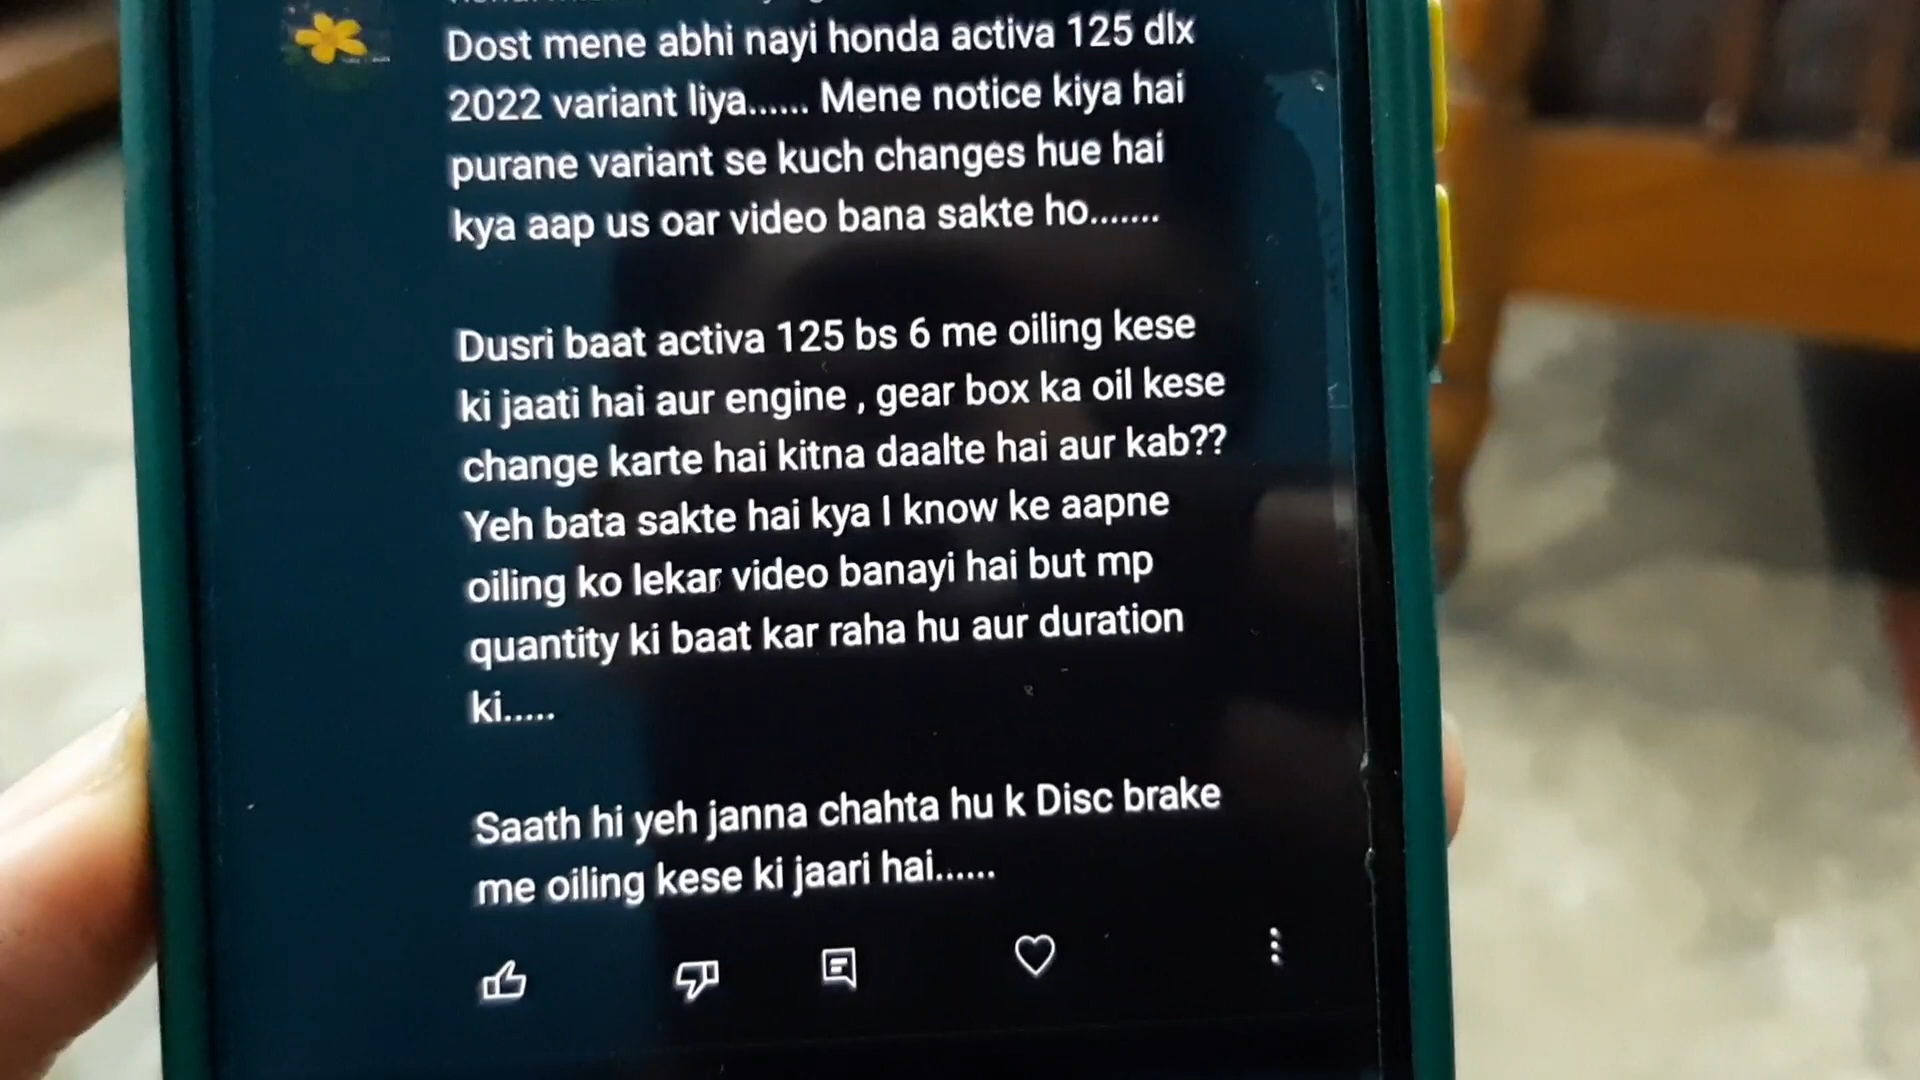 Dost mene abhi nayi honda activa 125 dlx
2022 variant liya...... Mene notice kiya hai
purane variant se kuch changes hue hai
kya aap us oar video bana sakte ho.......
Dusri baat activa 125 bs 6 me oiling kese
ki jaati hai aur engine , gear box ka oil kese
change karte hai kitna daalte hai aur kab??
Yeh bata sakte hai kya I know ke aapne
oiling ko lekar video banayi hai but mp
quantity ki baat kar raha hu aur duration
ki.....
Saath hi yeh janna chahta hu k Disc brake
me oiling kese ki jaari hai......